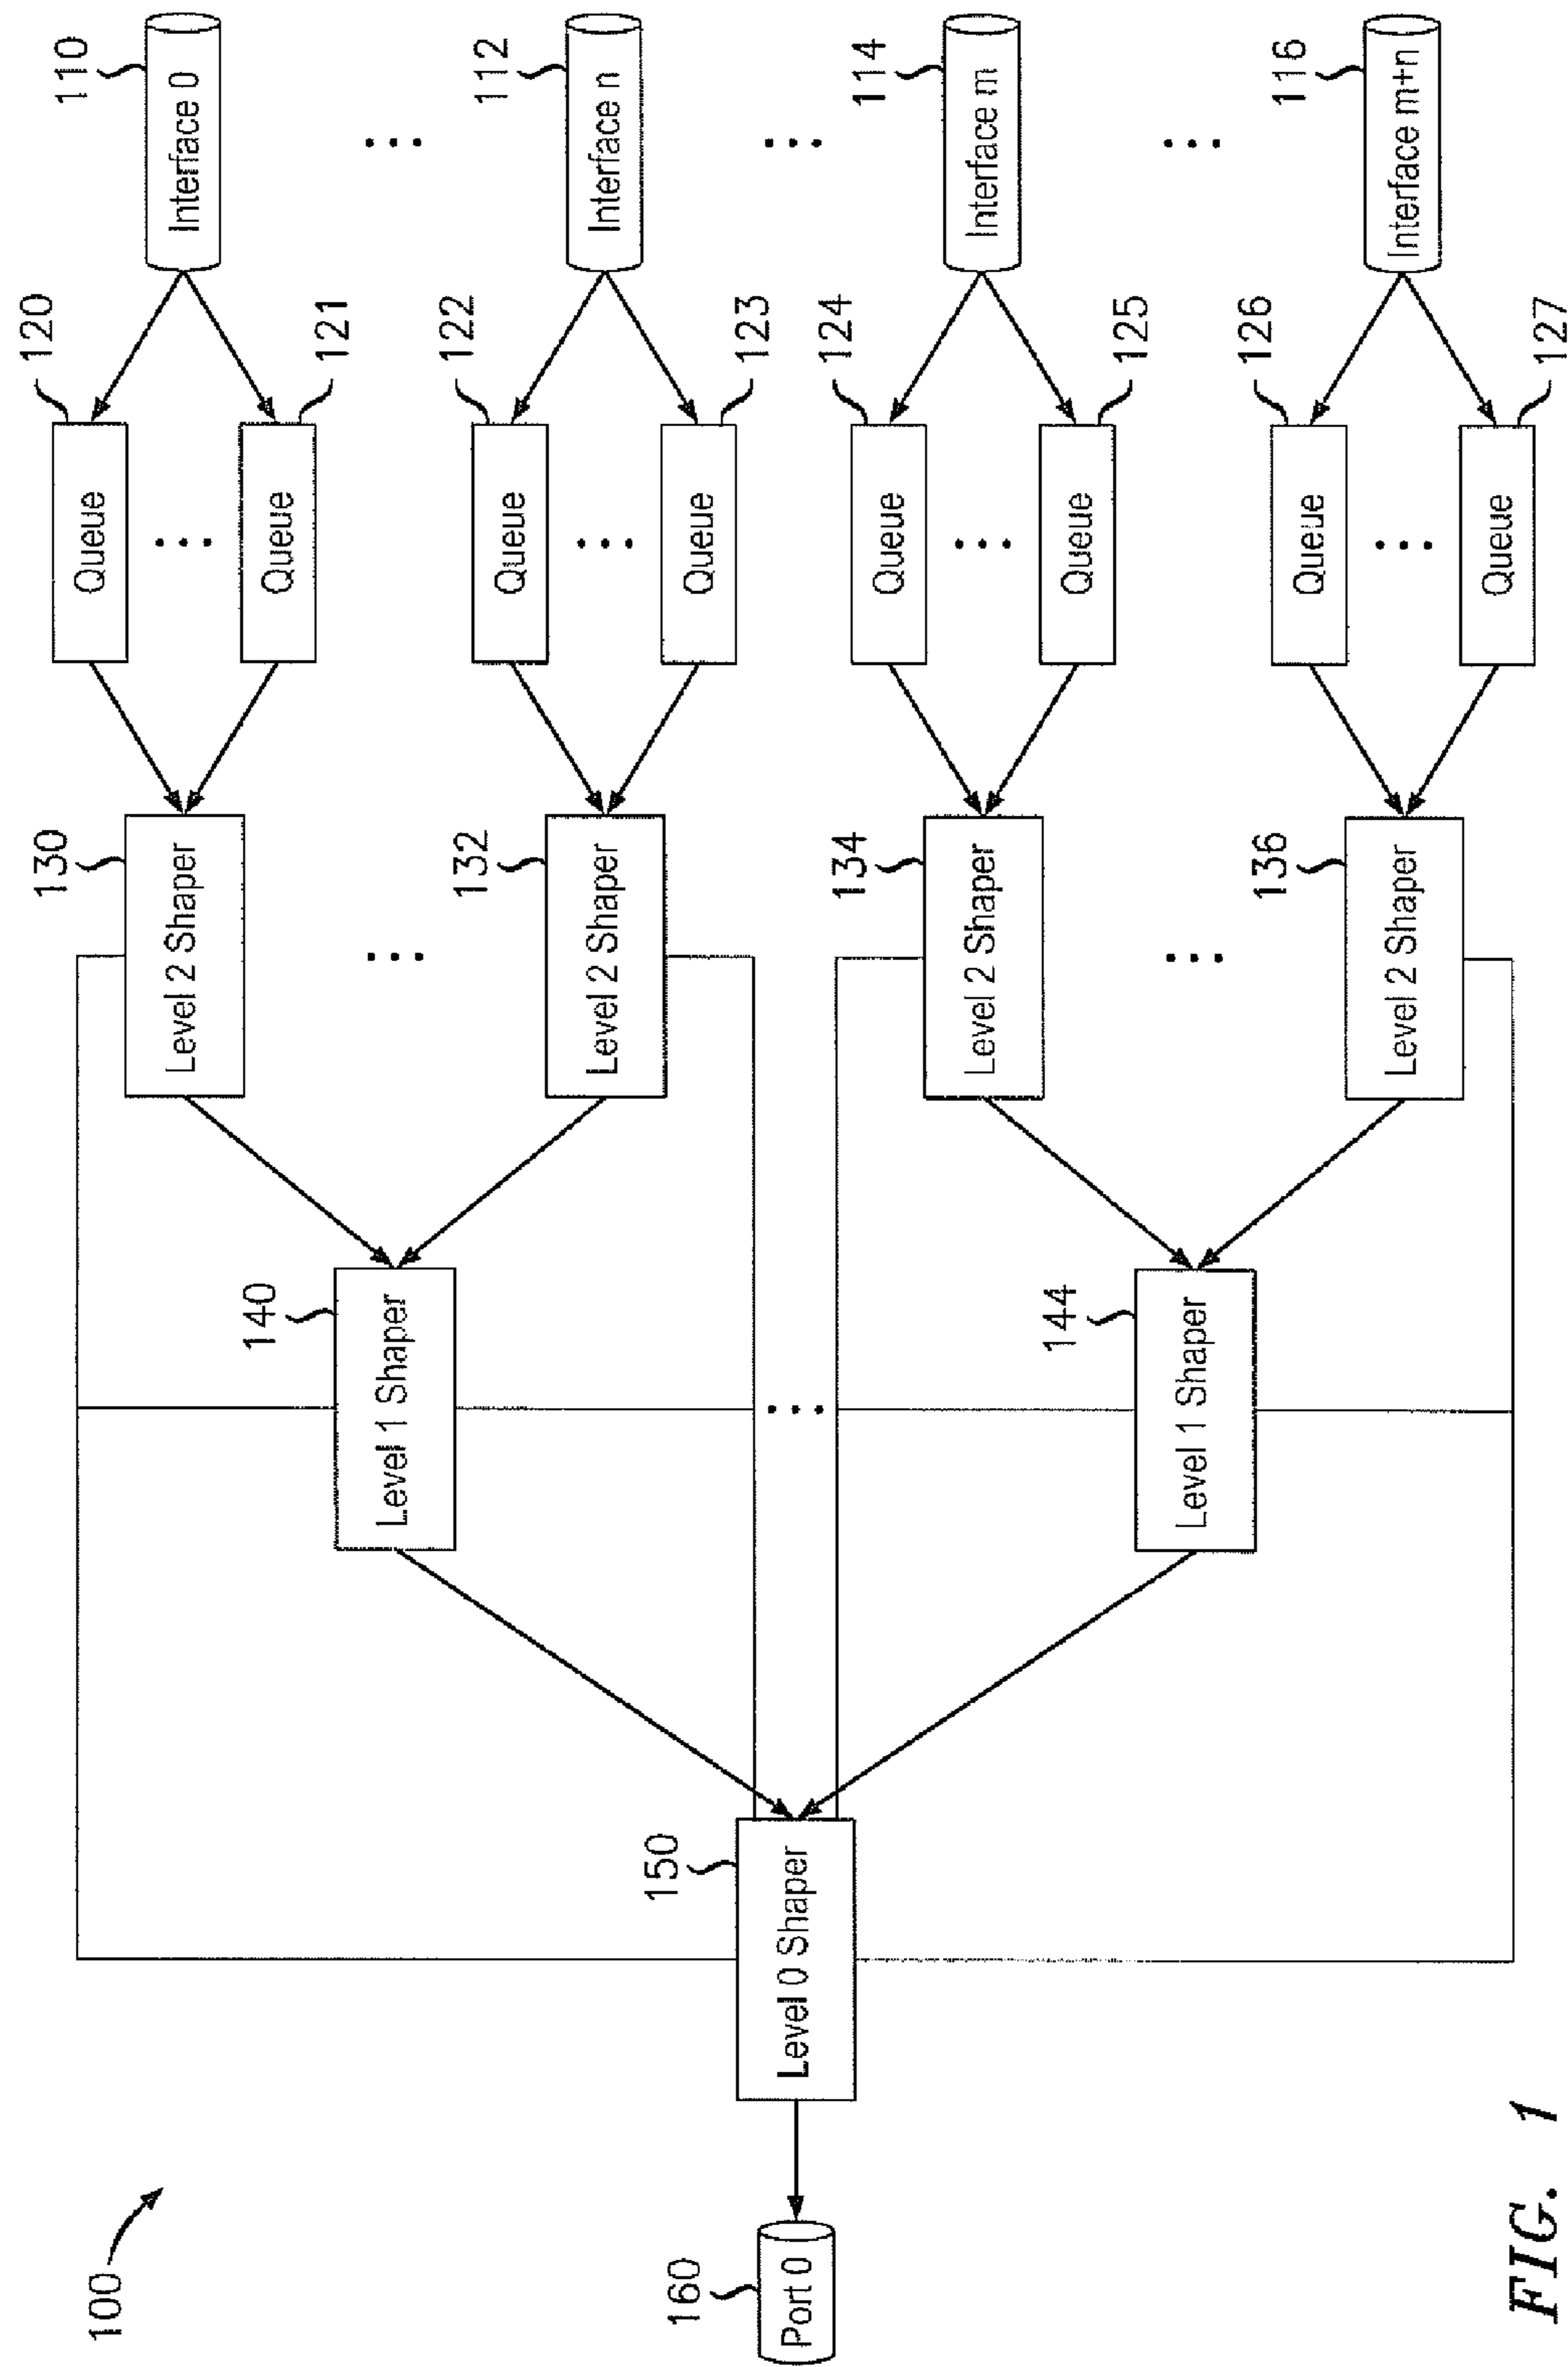 100
110
Interface 0
112
Interface n
114
Interface m
116
Interface m+n
120
Queue
121
Queue
122
Queue
123
Queue
124
Queue
125
Queue
126
Queue
127
Queue
130
Level 2 Shaper
132
Level 2 Shaper
134
Level 2 Shaper
136
Level 2 Shaper
140
Level 1 Shaper
144
Level 1 Shaper
150
Level 0 Shaper
160
Port 0
FIG. 1